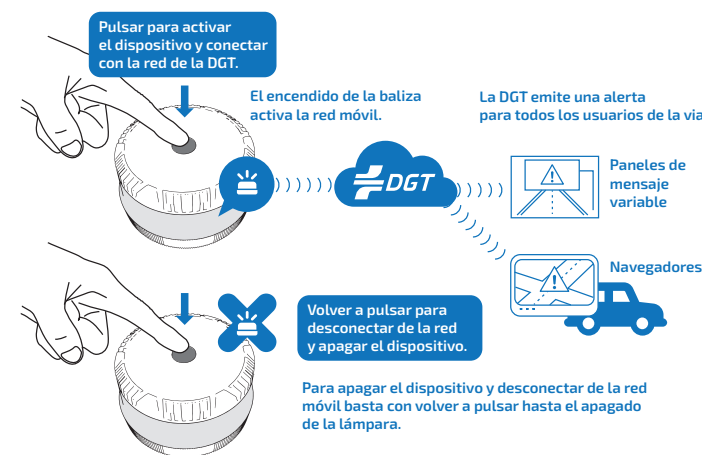 Pulsar para activar
el dispositivo y conectar
con la red de la DGT.
El encendido de la baliza
activa la red móvil.
La DGT emite una alerta
para todos los usuarios de la via
DGT
Paneles de
mensaje
variable
Navegadores
Volver a pulsar para
desconectar de la red
y apagar el dispositivo.
Para apagar el dispositivo y desconectar de la red
móvil basta con volver a pulsar hasta el apagado
de la lámpara.